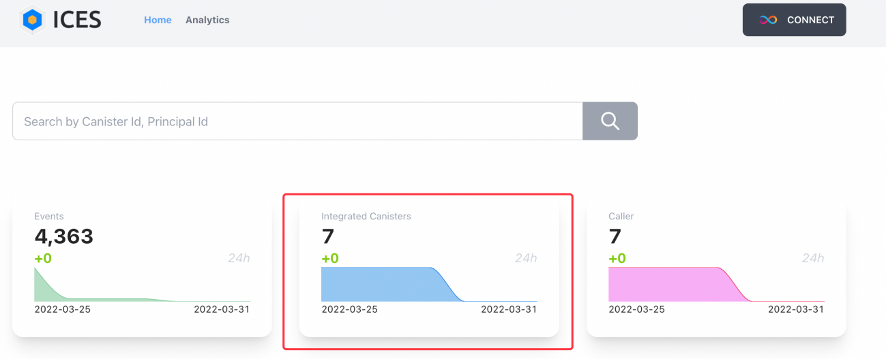 ICES
Home Analytics
CONNECT
Search by Canister Id, Principal Id
Events
4,363
+0 24h
2022-03-25 2022-03-31
Integrated Canisters
7
+0 24h
2022-03-25 2022-03-31
Caller
7
+0 24h
2022-03-25 2022-03-31